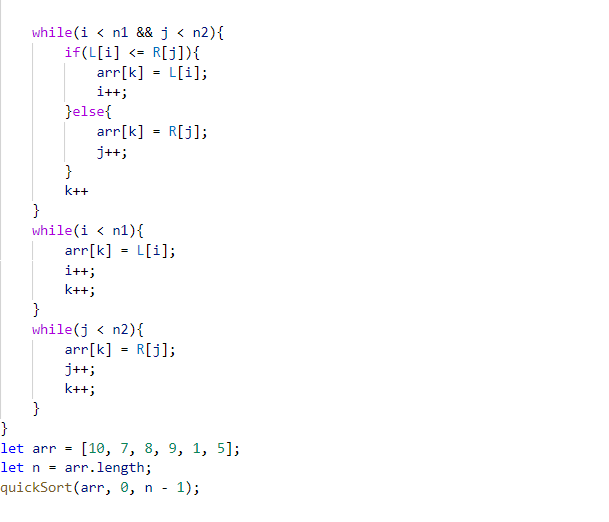 while(i < n1 && j < n2){
if(L[i] <= R[j]){
arr[k] = L[i];
i++;
}else{
arr[k] = R[j];
j++;
}
k++
}
while(i < n1){
arr[k] = L[i];
i++;
k++;
}
while(j < n2){
arr[k] = R[j];
j++;
k++;
}
}
let arr = [10, 7, 8, 9, 1, 5];
let n = arr.length;
quickSort(arr, 0, n - 1);